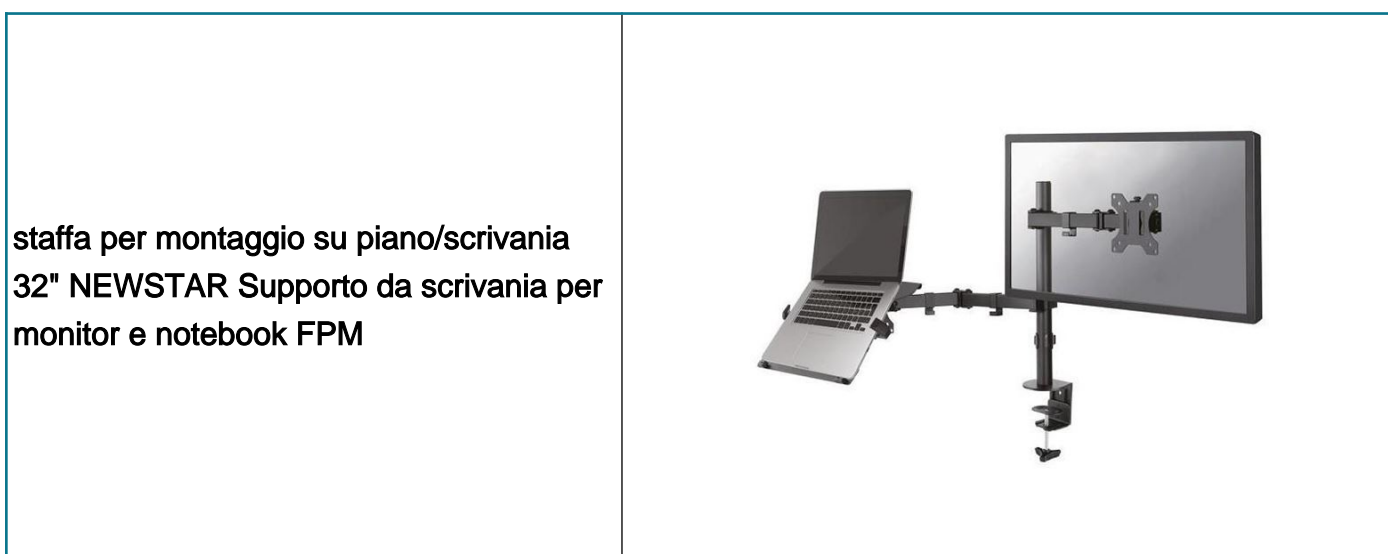 staffa per montaggio su piano/scrivania
32" NEWSTAR Supporto da scrivania per
monitor e notebook FPM